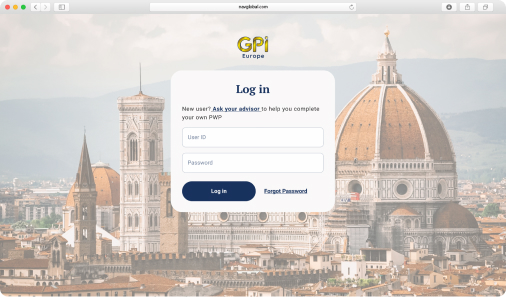 navglobal.com
GPi
Europe
Log in
New user? Ask your advisor to help you complete
your own PWP
User ID
Password
Log in Forgot Password